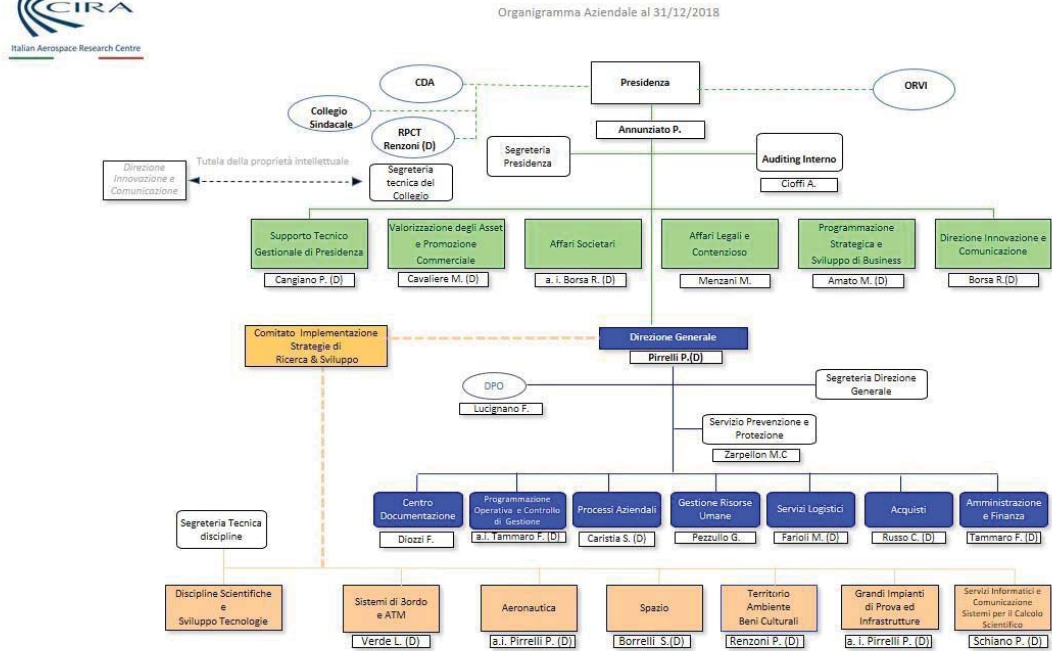 CIRA
Italian Aerospace Research Centre
Organigramma Aziendale al 31/12/2018
CDA
Presidenza
ORVI
Collegio
Sindacale
RPCT
Renzoni (D)
Annunziato P.
Segreteria
Presidenza
Auditing Interno
Cioffi A.
Direzione
Innovazione e
Comunicazione
Tutela della proprietà intellettuale
Segreteria
tecnica del
Collegio
Supporto Tecnico
Gestionale di Presidenza
Cangiano P. (D)
Valorizzazione degli Asset
e Promozione
Commerciale
Cavaliere M. (D)
Affari Societari
a. i. Borsa R. (D)
Affari Legali e
Contenzioso
Menzani M.
Programmazione
Strategica e
Sviluppo di Business
Amato M. (D)
Direzione Innovazione e
Comunicazione
Borsa R.(D)
Comitato Implementazione
Strategie di
Ricerca & Sviluppo
Direzione Generale
Pirrelli P.(D)
DPO
Lucignano F.
Segreteria Direzione
Generale
Servizio Prevenzione e
Protezione
Zarpellon M.C
Centro
Documentazione
Diozzi F.
Programmazione
Operativa e Controllo
di Gestione
a.i. Tammaro F. (D)
Processi Aziendali
Caristia S. (D)
Gestione Risorse
Umane
Pezzullo G.
Servizi Logistici
Farioli M. (D)
Acquisti
Russo C. (D)
Amministrazione
e Finanza
Tammaro F. (D)
Segreteria Tecnica
discipline
Discipline Scientifiche
e
Sviluppo Tecnologie
Sistemi di Bordo
e ATM
Verde L. (D)
Aeronautica
a.i. Pirrelli P. (D)
Spazio
Borrelli S.(D)
Territorio
Ambiente
Beni Culturali
Renzoni P. (D)
Grandi Impianti
di Prova ed
Infrastrutture
a. i. Pirrelli P. (D)
Servizi Informatici e
Comunicazione
Sistemi per il Calcolo
Scientifico
Schiano P. (D)